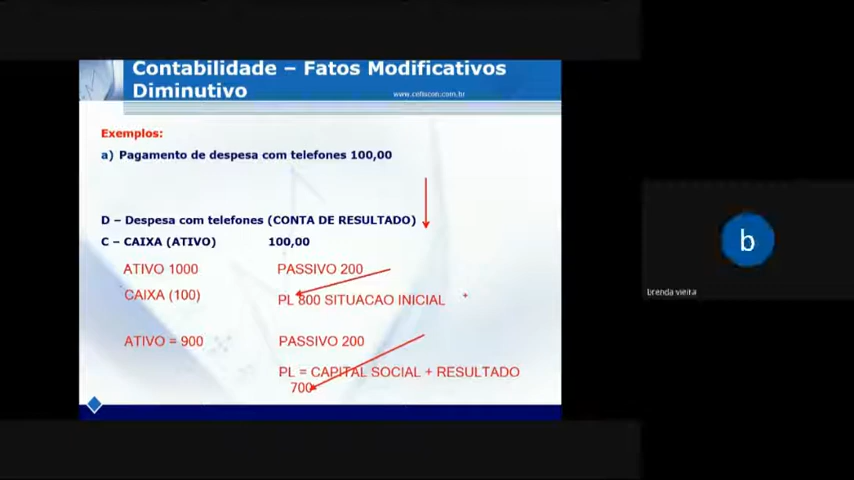 Contabilidade – Fatos Modificativos
Diminutivo
www.cefiscon.com.br
Exemplos:
a) Pagamento de despesa com telefones 100,00
D – Despesa com telefones (CONTA DE RESULTADO)
C – CAIXA (ATIVO) 100,00
ATIVO 1000 PASSIVO 200
CAIXA (100) PL 800 SITUACAO INICIAL
ATIVO = 900 PASSIVO 200
PL = CAPITAL SOCIAL + RESULTADO
700
b
brenda vieira